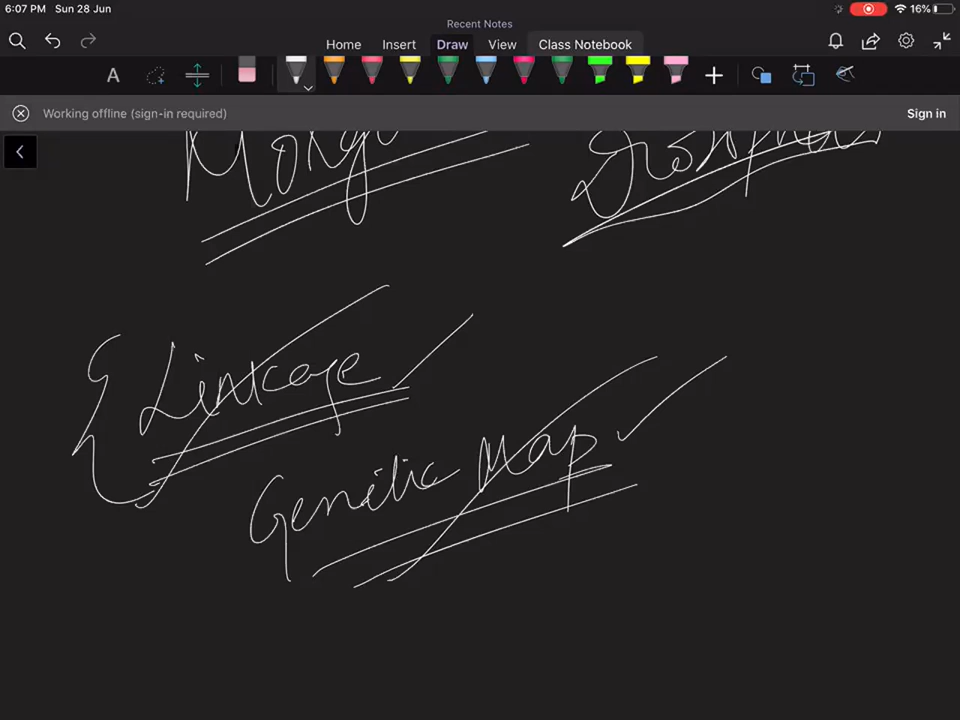 6:07 PM Sun 28 Jun 16%
Recent Notes
Home Insert Draw View Class Notebook
A
Working offline (sign-in required) Sign in
Linkage
Genetic Map